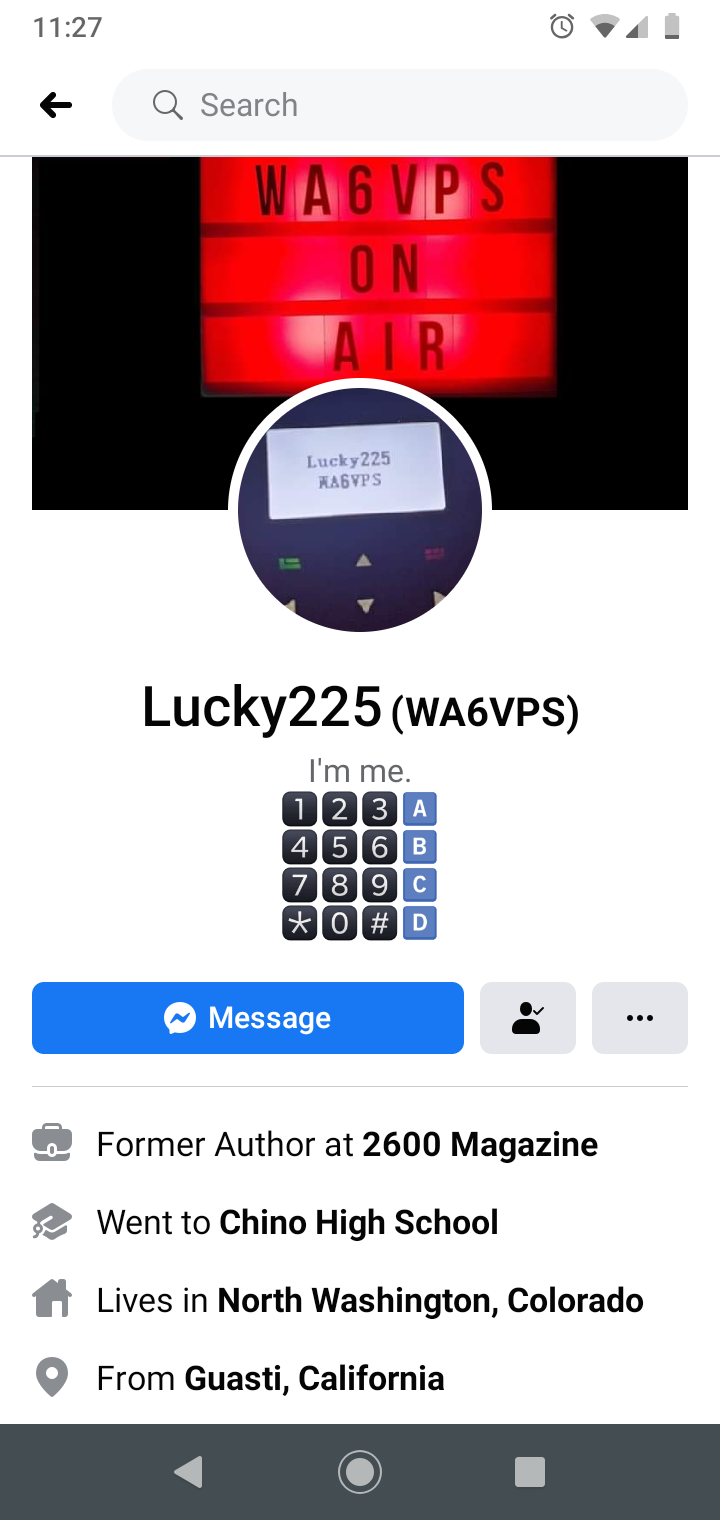 11:27
Search
WA6VPS
ON
AIR
Lucky225
WA6VPS
Lucky225 (WA6VPS)
I'm me.
1 2 3 A
4 5 6 B
7 8 9 C
* 0 # D
Message
Former Author at 2600 Magazine
Went to Chino High School
Lives in North Washington, Colorado
From Guasti, California